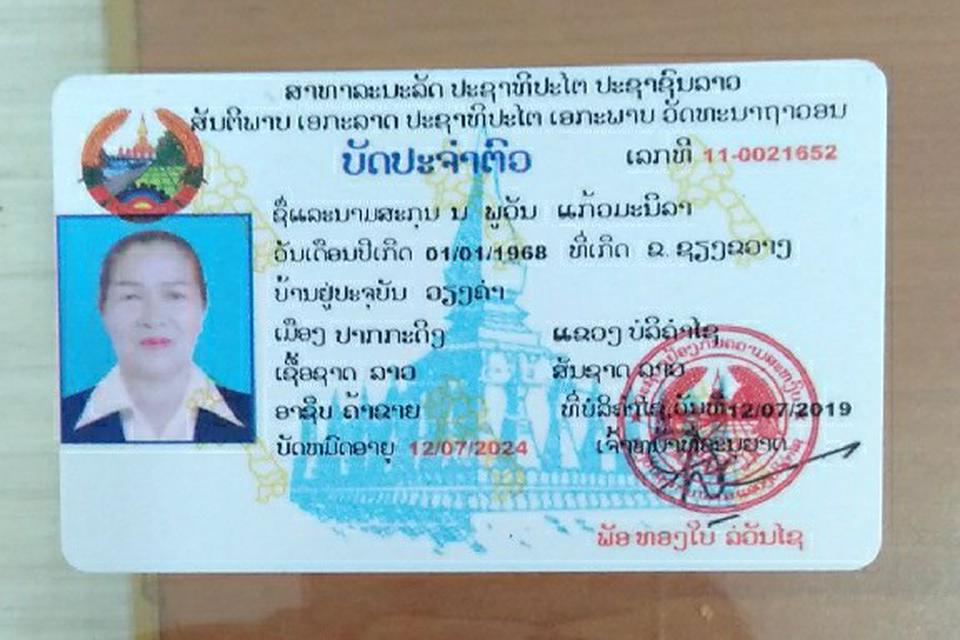 ສາທາລະນະລັດ ປະຊາທິປະໄຕ ປະຊາຊົນລາວ
ສັນຕິພາບ ເອກະລາດ ປະຊາທິປະໄຕ ເອກະພາບ ວັດທະນາຖາວອນ
ບັດປະຈຳຕົວ
ເລກທີ 11-0021652
ຊື່ແລະນາມສະກຸນ ນ ພູວັນ ແກ້ວມະນີລາ
ວັນເດືອນປີເກີດ 01/01/1968 ທີ່ເກີດ ຂ. ຊຽງຂວາງ
ບ້ານຢູ່ປະຈຸບັນ ວຽງຄຳ
ເມືອງ ປາກກະດິງ ແຂວງ ບໍລິຄຳໄຊ
ເຊື້ອຊາດ ລາວ ສັນຊາດ ລາວ
ອາຊີບ ຄ້າຂາຍ ທີ່ບໍລິຄຳໄຊ, ວັນທີ 12/07/2019
ບັດຫມົດອາຍຸ 12/07/2024 ເຈົ້າຫນ້າທີ່ອະນຸຍາດ
ພັອ ທອງໃບ ລໍວັນໄຊ